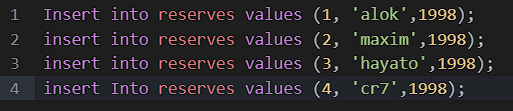 1 Insert into reserves values (1, 'alok',1998);
2 insert into reserves values (2, 'maxim',1998);
3 insert into reserves values (3, 'hayato',1998);
4 insert Into reserves values (4, 'cr7',1998);